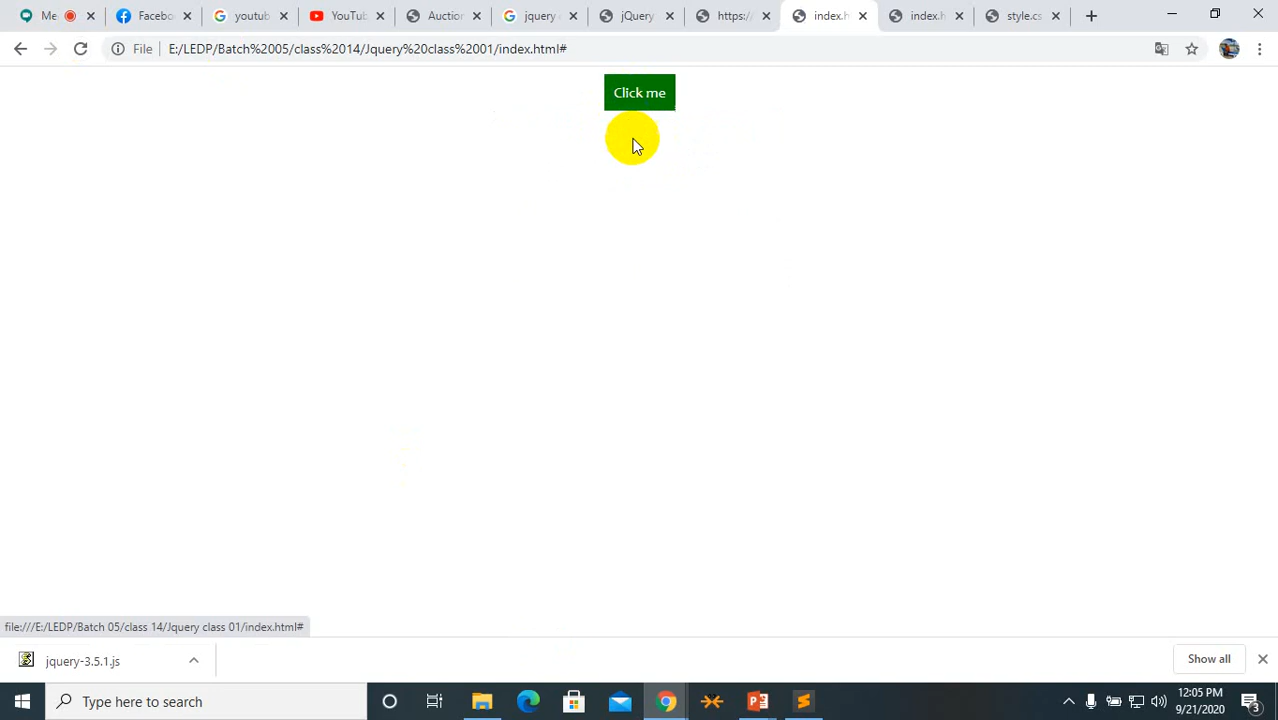 Me
Facebo
youtub
YouTub
Auction
jquery
jQuery
https:/
index.h
index.h
style.cs
File
E:/LEDP/Batch%2005/class%2014/Jquery%20class%2001/index.html#
Click me
file:///E:/LEDP/Batch 05/class 14/Jquery class 01/index.html#
jquery-3.5.1.js
Show all
Type here to search
12:05 PM
9/21/2020
3